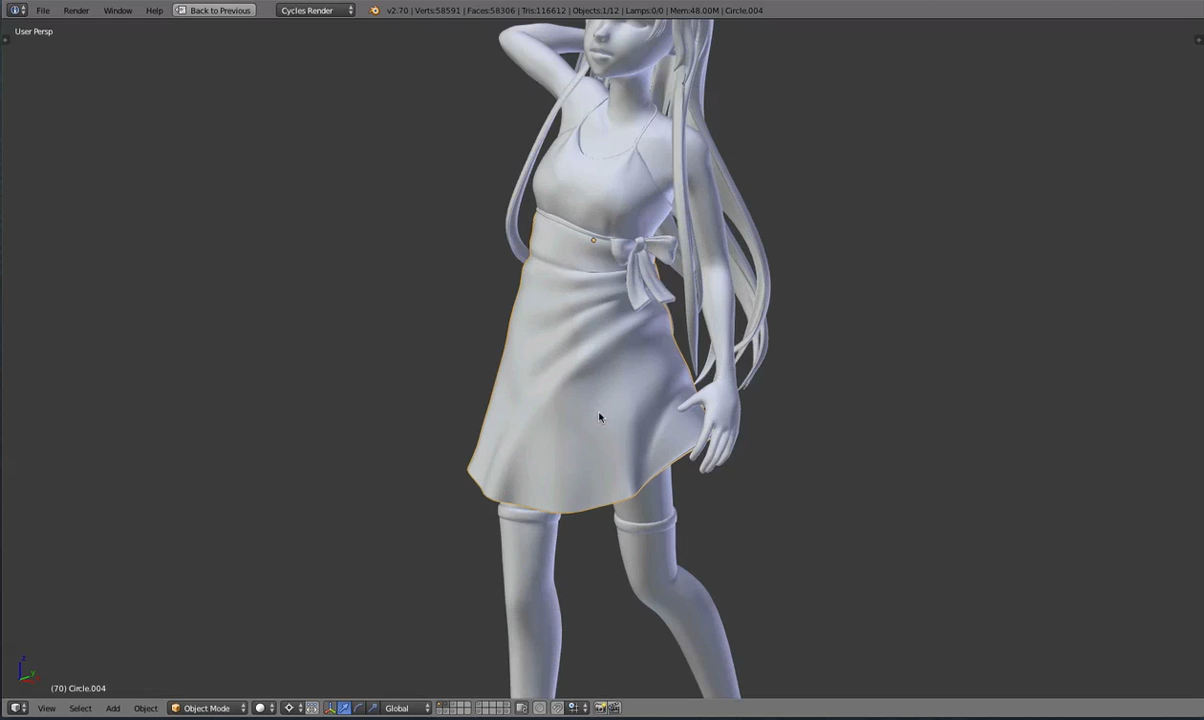 File Render Window Help Back to Previous Cycles Render v2.70 | Verts:58591 | Faces:58306 | Tris:116612 | Objects:1/12 | Lamps:0/0 | Mem:48.00M | Circle.004
User Persp
z
y
(70) Circle.004
View Select Add Object Object Mode Global